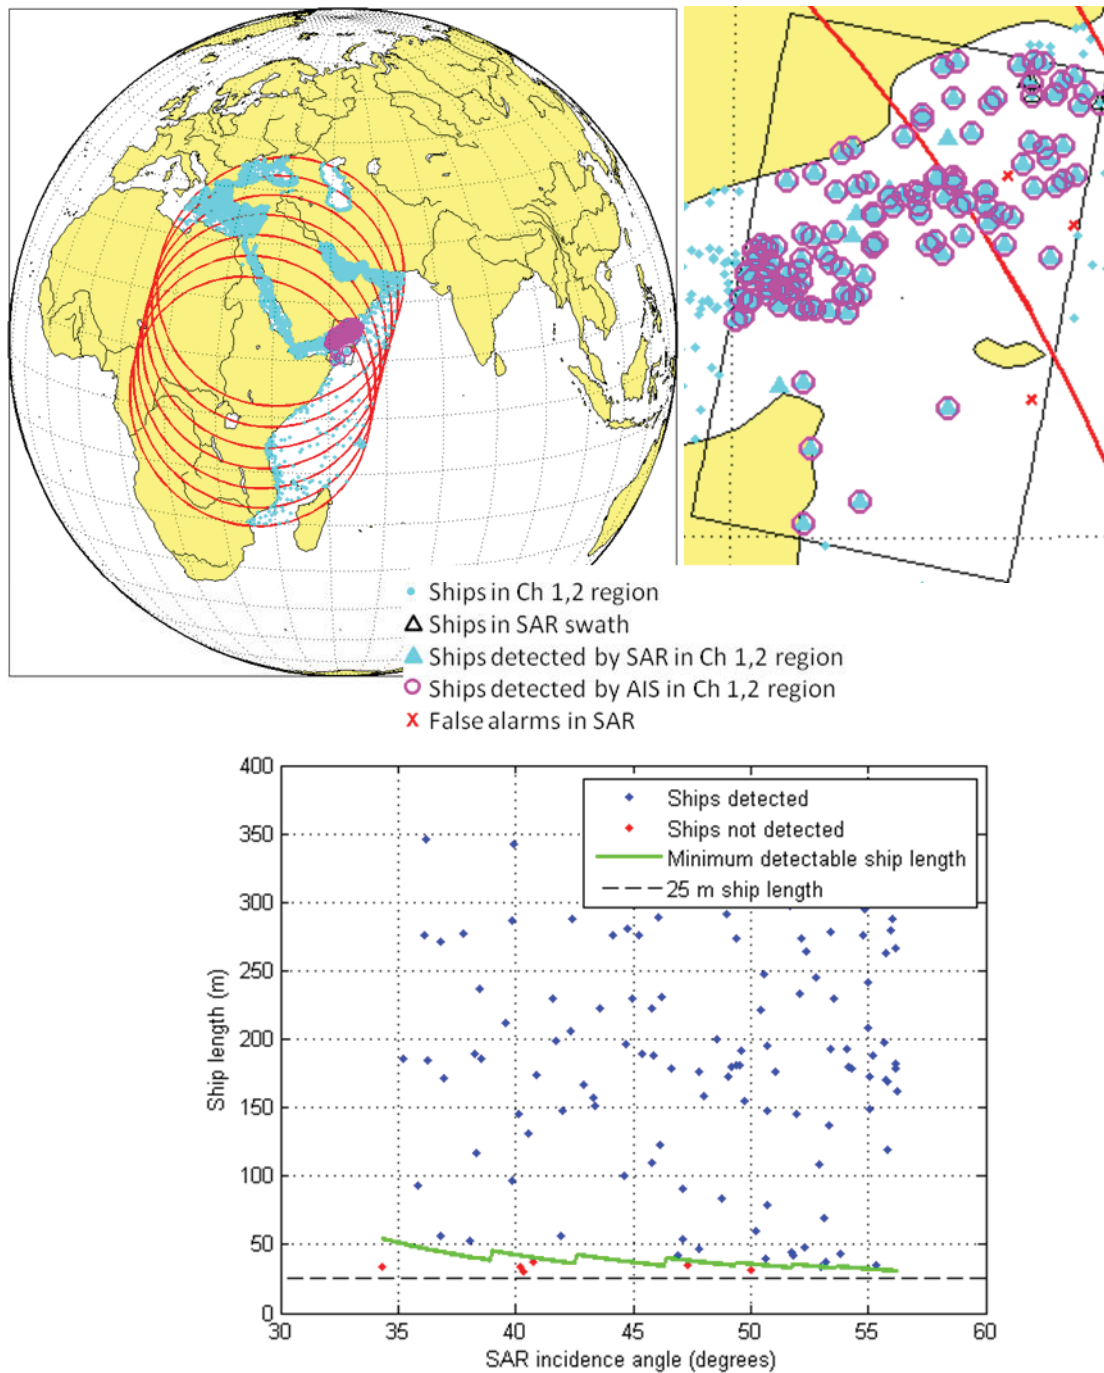 Ships in Ch 1,2 region
Ships in SAR swath
Ships detected by SAR in Ch 1,2 region
Ships detected by AIS in Ch 1,2 region
False alarms in SAR
400
350
300
250
200
150
100
50
0
Ship length (m)
Ships detected
Ships not detected
Minimum detectable ship length
25 m ship length
30 35 40 45 50 55 60
SAR incidence angle (degrees)